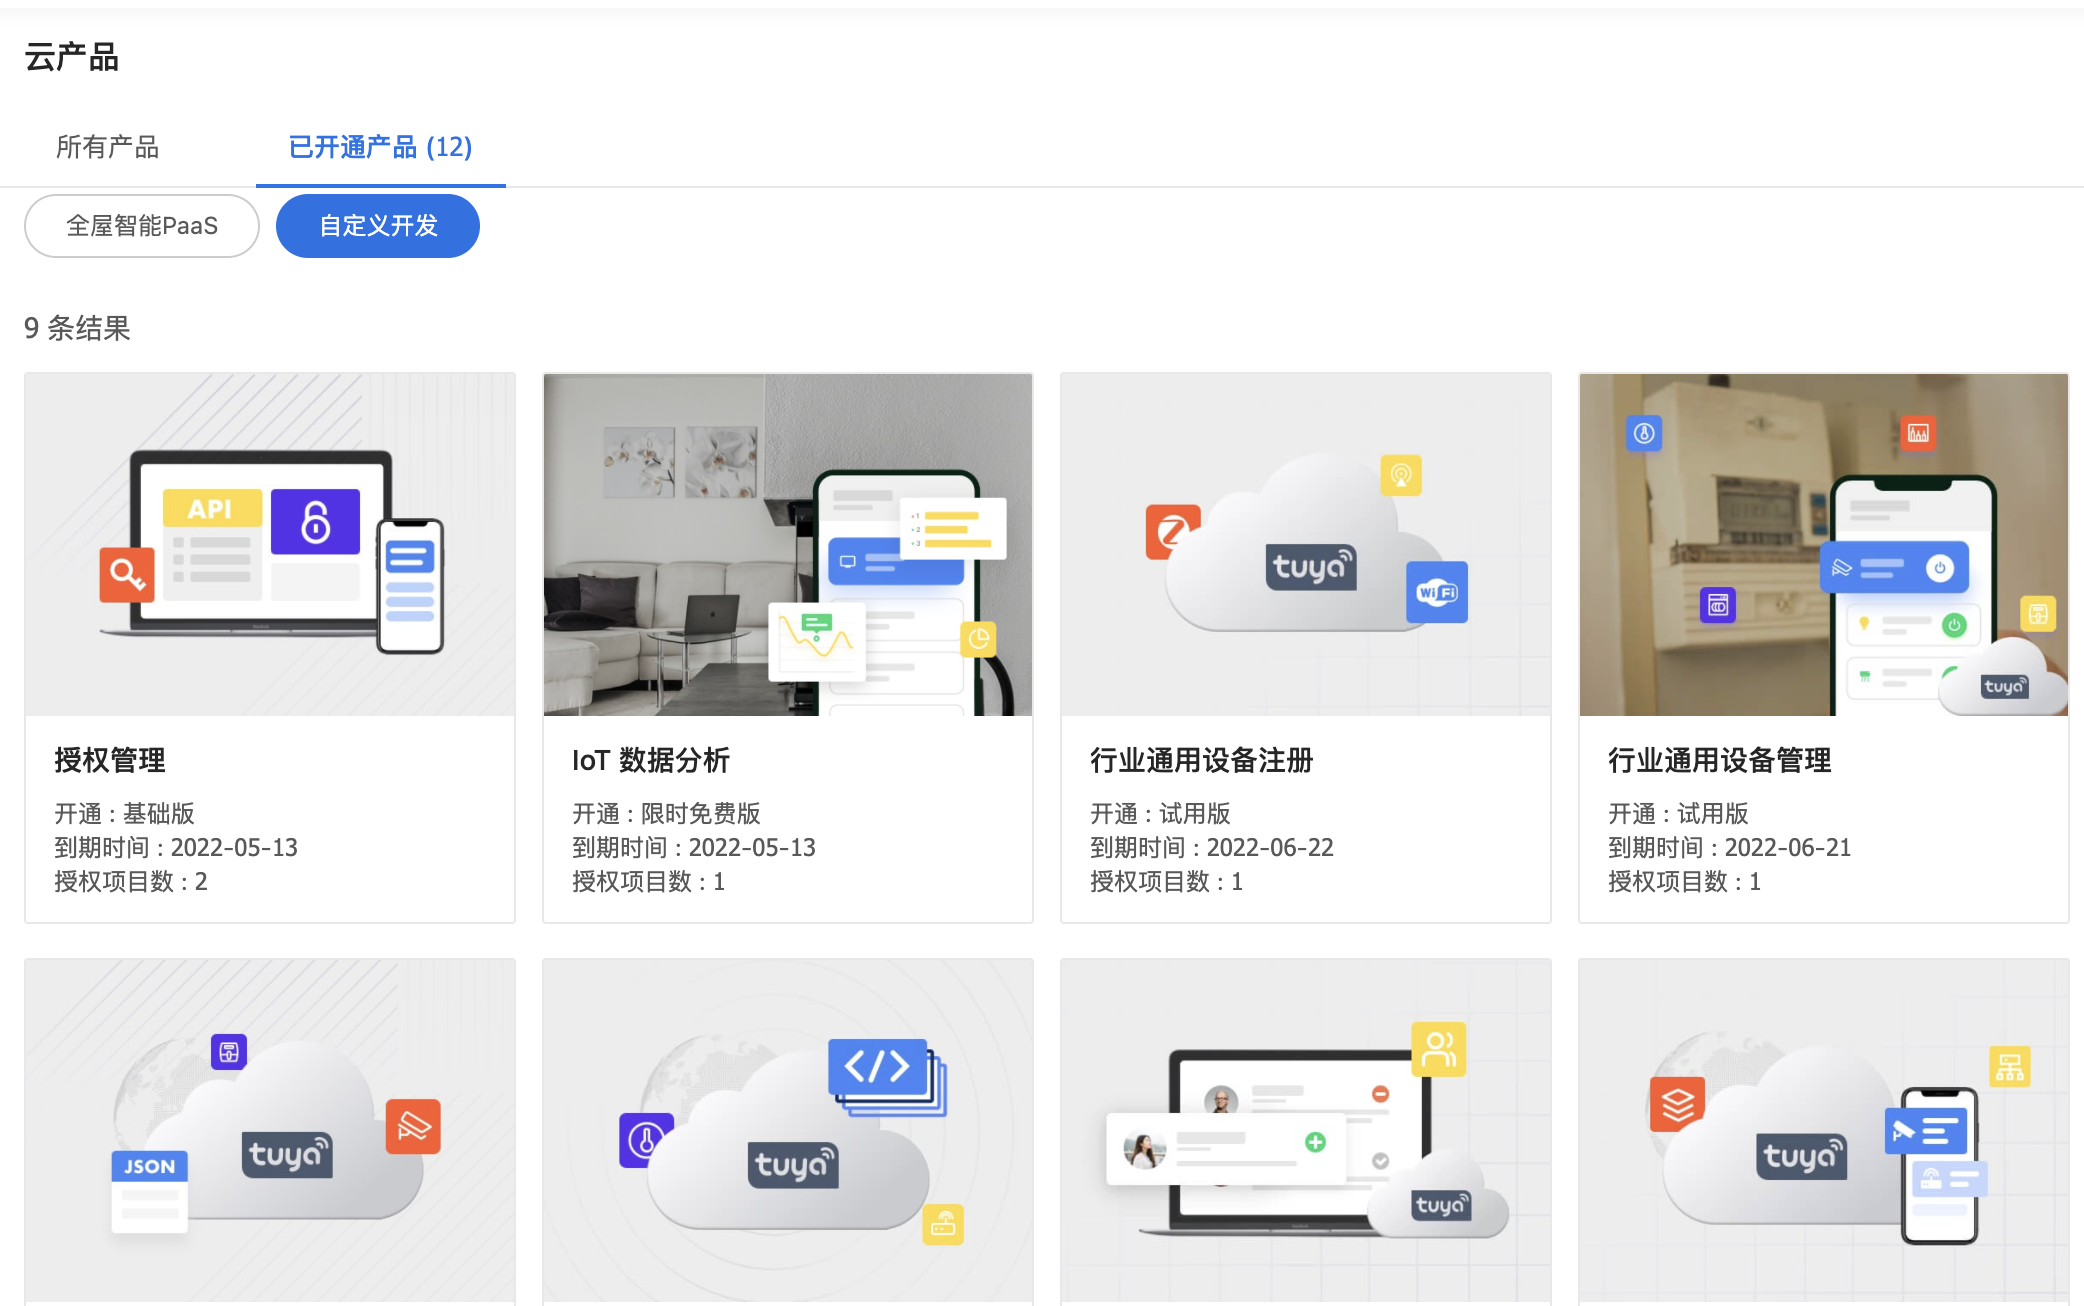 云产品
所有产品
已开通产品 (12)
全屋智能PaaS
自定义开发
9 条结果
API
tuya
WiFi
tuya
授权管理
开通 : 基础版
到期时间 : 2022-05-13
授权项目数 : 2
IoT 数据分析
开通 : 限时免费版
到期时间 : 2022-05-13
授权项目数 : 1
行业通用设备注册
开通 : 试用版
到期时间 : 2022-06-22
授权项目数 : 1
行业通用设备管理
开通 : 试用版
到期时间 : 2022-06-21
授权项目数 : 1
JSON
tuya
</>
tuya
tuya
tuya